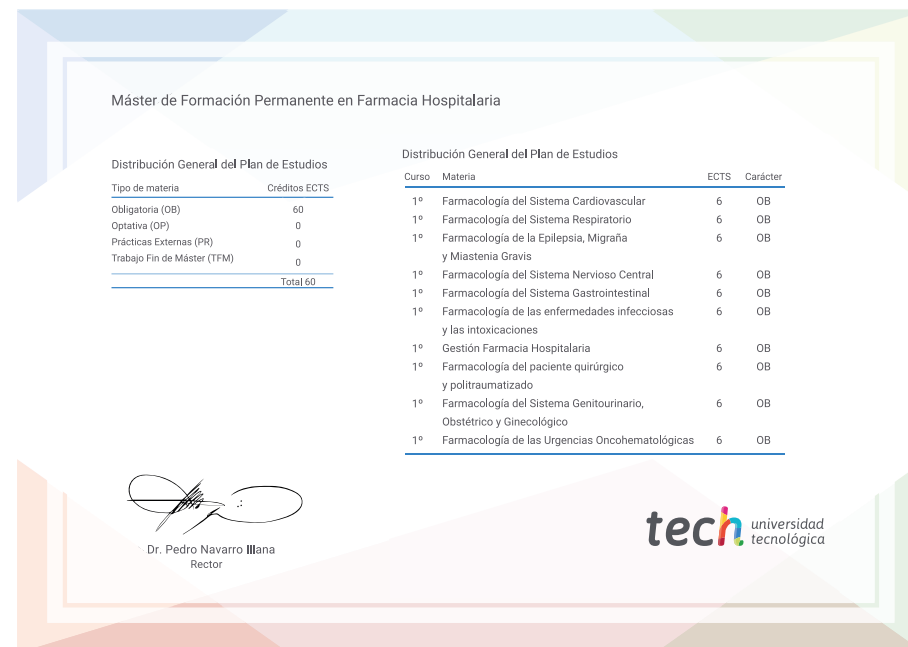 Máster de Formación Permanente en Farmacia Hospitalaria
Distribución General del Plan de Estudios
Tipo de materia Créditos ECTS
Obligatoria (OB) 60
Optativa (OP) 0
Prácticas Externas (PR) 0
Trabajo Fin de Máster (TFM) 0
Total 60
Distribución General del Plan de Estudios
Curso Materia ECTS Carácter
1º Farmacología del Sistema Cardiovascular 6 OB
1º Farmacología del Sistema Respiratorio 6 OB
1º Farmacología de la Epilepsia, Migraña 6 OB
y Miastenia Gravis
1º Farmacología del Sistema Nervioso Central 6 OB
1º Farmacología del Sistema Gastrointestinal 6 OB
1º Farmacología de las enfermedades infecciosas 6 OB
y las intoxicaciones
1º Gestión Farmacia Hospitalaria 6 OB
1º Farmacología del paciente quirúrgico 6 OB
y politraumatizado
1º Farmacología del Sistema Genitourinario, 6 OB
Obstétrico y Ginecológico
1º Farmacología de las Urgencias Oncohematológicas 6 OB
Dr. Pedro Navarro Illana
Rector
tech universidad
tecnológica